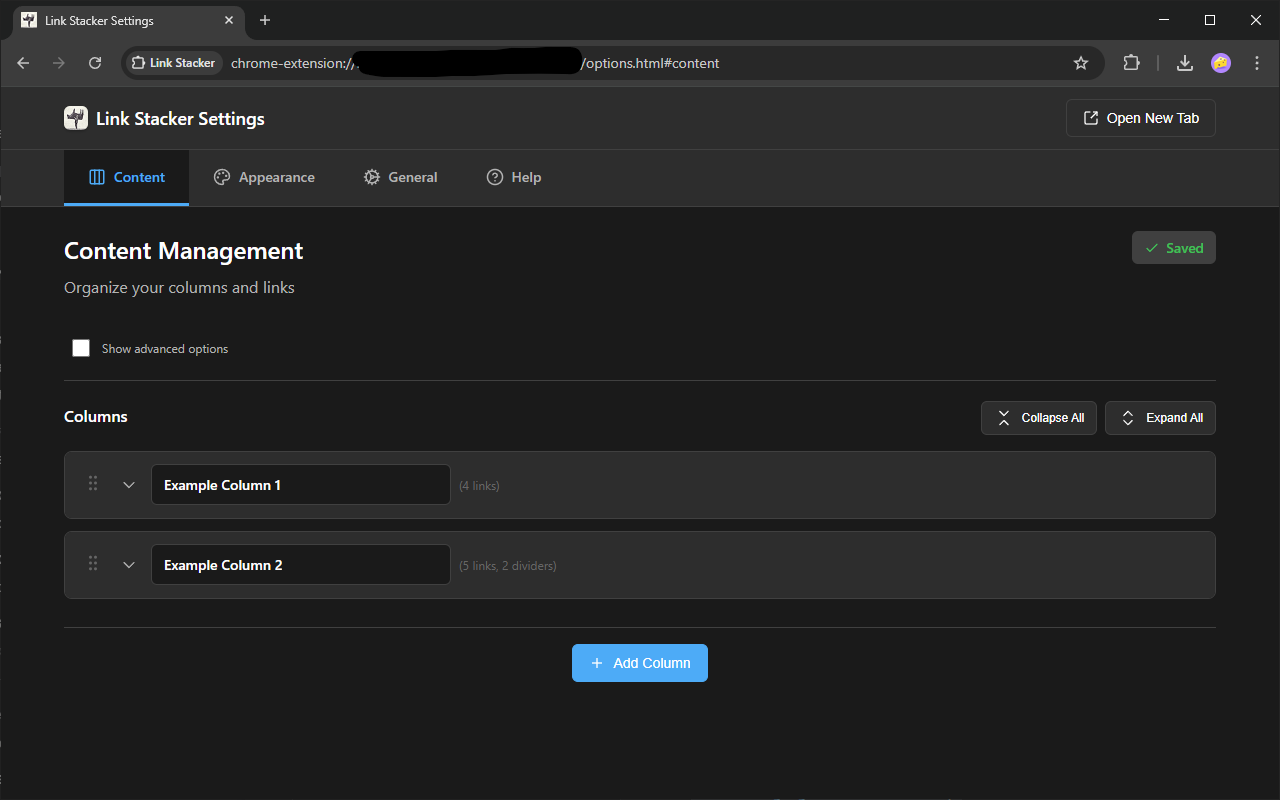 Link Stacker Settings
Link Stacker chrome-extension:// /options.html#content
Link Stacker Settings
Open New Tab
Content Appearance General Help
Content Management
Saved
Organize your columns and links
Show advanced options
Columns
Collapse All Expand All
Example Column 1 (4 links)
Example Column 2 (5 links, 2 dividers)
Add Column